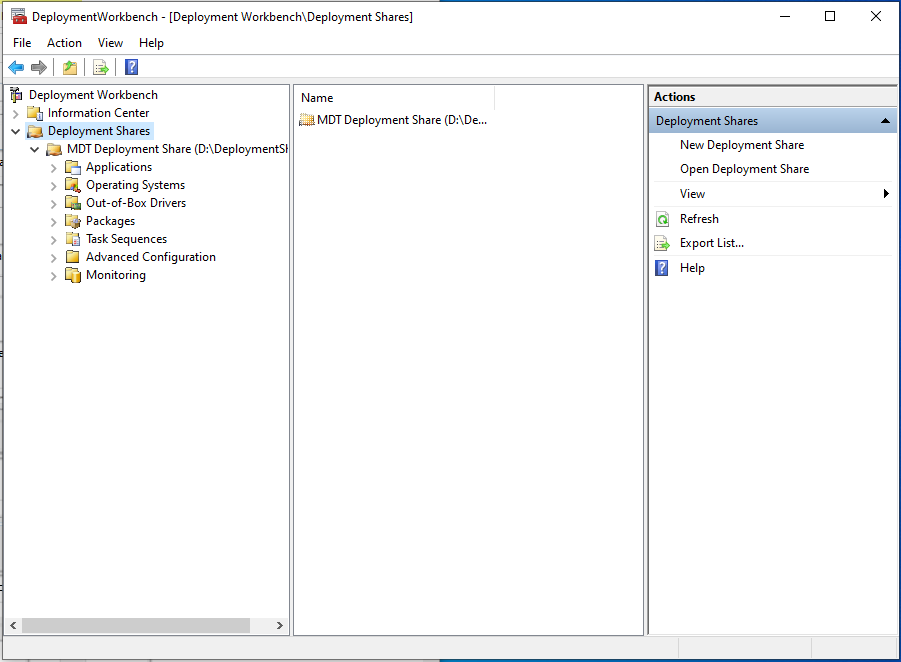 DeploymentWorkbench - [Deployment Workbench\Deployment Shares]
File Action View Help
Deployment Workbench
Information Center
Deployment Shares
MDT Deployment Share (D:\DeploymentSh
Applications
Operating Systems
Out-of-Box Drivers
Packages
Task Sequences
Advanced Configuration
Monitoring
Name
MDT Deployment Share (D:\De...
Actions
Deployment Shares
New Deployment Share
Open Deployment Share
View
Refresh
Export List...
Help